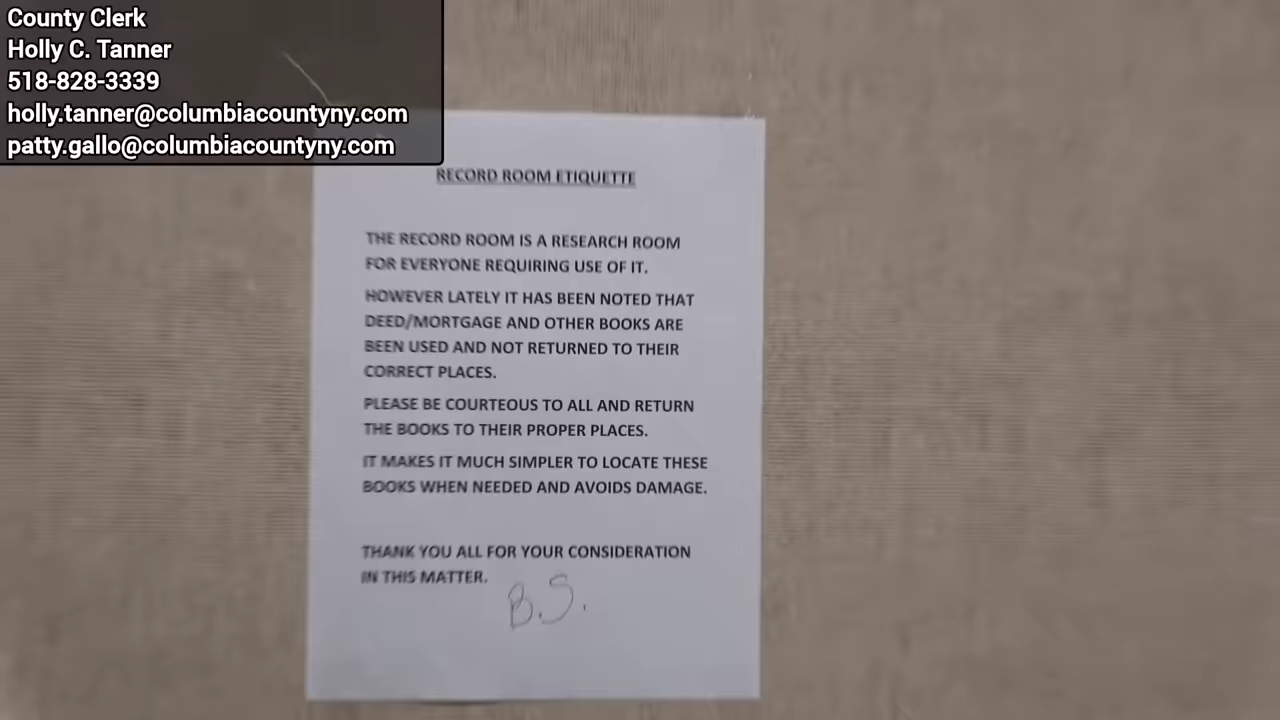 County Clerk
Holly C. Tanner
518-828-3339
holly.tanner@columbiacountyny.com
patty.gallo@columbiacountyny.com
RECORD ROOM ETIQUETTE
THE RECORD ROOM IS A RESEARCH ROOM
FOR EVERYONE REQUIRING USE OF IT.
HOWEVER LATELY IT HAS BEEN NOTED THAT
DEED/MORTGAGE AND OTHER BOOKS ARE
BEEN USED AND NOT RETURNED TO THEIR
CORRECT PLACES.
PLEASE BE COURTEOUS TO ALL AND RETURN
THE BOOKS TO THEIR PROPER PLACES.
IT MAKES IT MUCH SIMPLER TO LOCATE THESE
BOOKS WHEN NEEDED AND AVOIDS DAMAGE.
THANK YOU ALL FOR YOUR CONSIDERATION
IN THIS MATTER.
B.S.